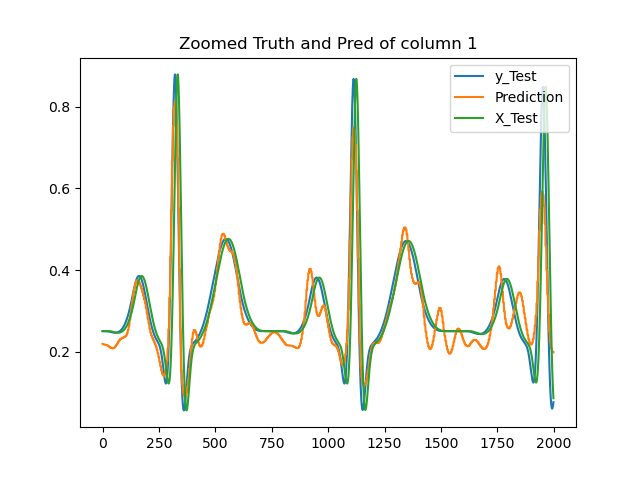 Zoomed Truth and Pred of column 1
y_Test
Prediction
X_Test
0.8
0.6
0.4
0.2
0 250 500 750 1000 1250 1500 1750 2000